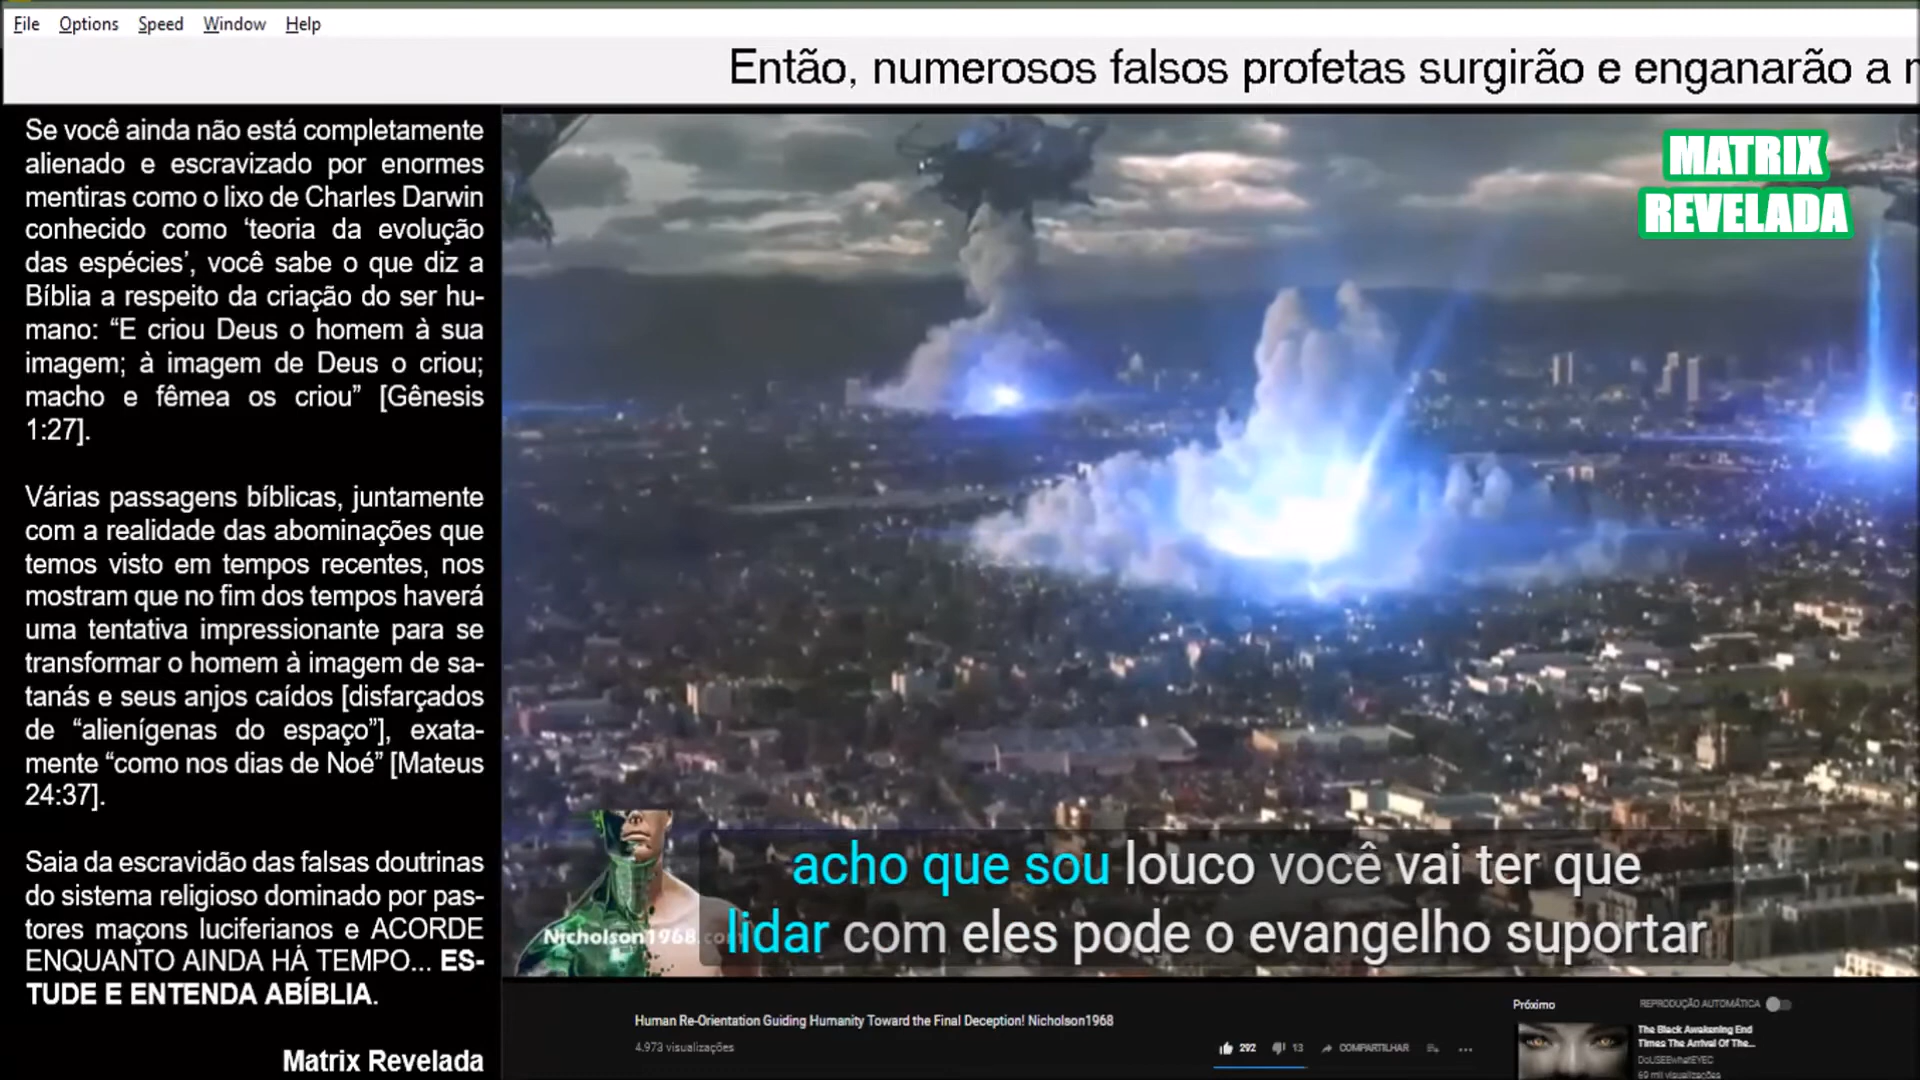 File Options Speed Window Help
Então, numerosos falsos profetas surgirão e enganarão a
Se você ainda não está completamente
alienado e escravizado por enormes
mentiras como o lixo de Charles Darwin
conhecido como ‘teoria da evolução
das espécies’, você sabe o que diz a
Bíblia a respeito da criação do ser hu-
mano: “E criou Deus o homem à sua
imagem; à imagem de Deus o criou;
macho e fêmea os criou” [Gênesis
1:27].
Várias passagens bíblicas, juntamente
com a realidade das abominações que
temos visto em tempos recentes, nos
mostram que no fim dos tempos haverá
uma tentativa impressionante para se
transformar o homem à imagem de sa-
tanás e seus anjos caídos [disfarçados
de “alienígenas do espaço”], exata-
mente “como nos dias de Noé” [Mateus
24:37].
Saia da escravidão das falsas doutrinas
do sistema religioso dominado por pas-
tores maçons luciferianos e ACORDE
ENQUANTO AINDA HÁ TEMPO... ES-
TUDE E ENTENDA ABÍBLIA.
Matrix Revelada
MATRIX
REVELADA
acho que sou louco você vai ter que
lidar com eles pode o evangelho suportar
Nicholson1968.com
Human Re-Orientation Guiding Humanity Toward the Final Deception! Nicholson1968
4.973 visualizações
292 13 COMPARTILHAR
Próximo REPRODUÇÃO AUTOMÁTICA
The Black Awakening End
Times The Arrival Of The...
DoUSEEwhatEYEC
69 mil visualizações